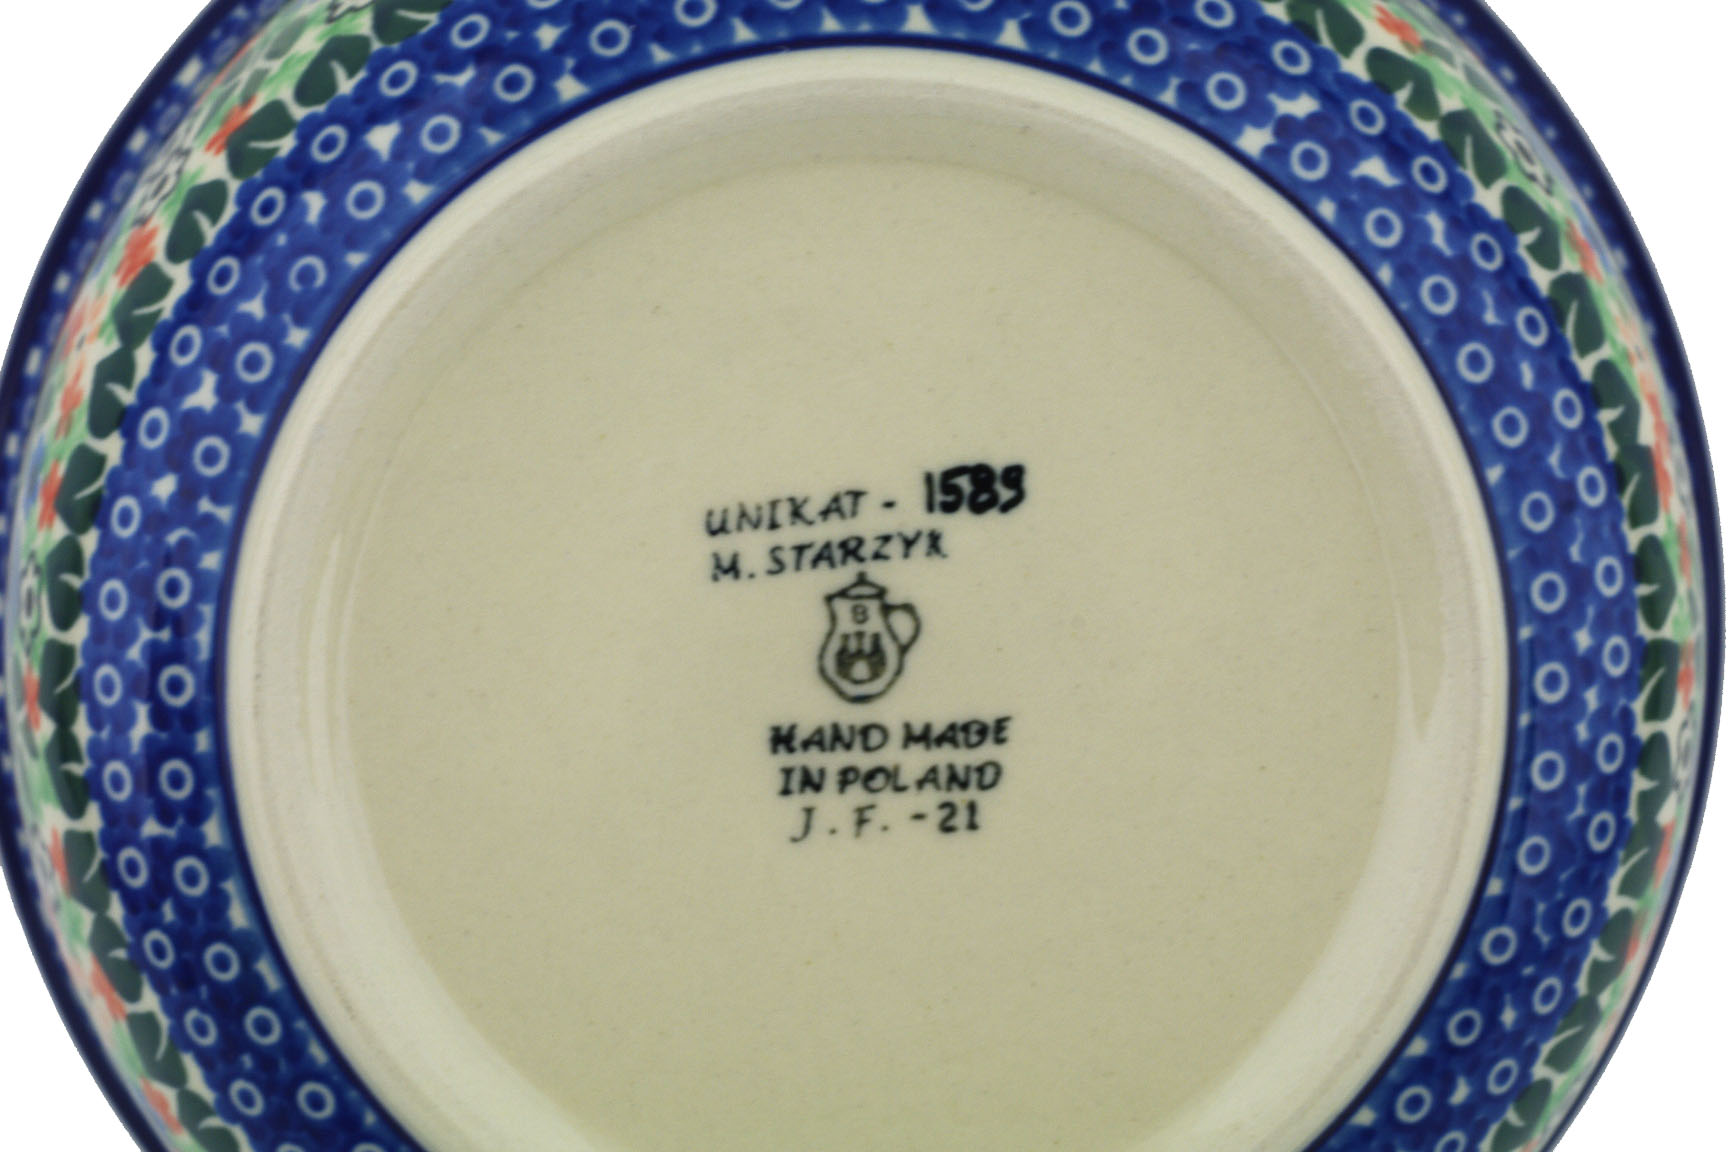 UNIKAT - 1589
M. STARZYK
B
HAND MADE
IN POLAND
J. F. -21